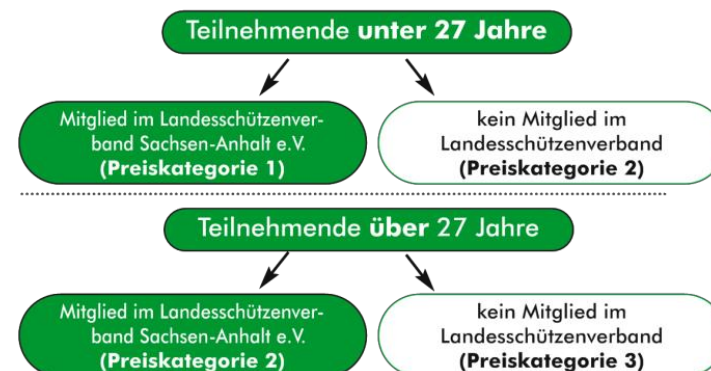 Teilnehmende unter 27 Jahre
Mitglied im Landesschützenver-
band Sachsen-Anhalt e.V.
(Preiskategorie 1)
kein Mitglied im
Landesschützenverband
(Preiskategorie 2)
Teilnehmende über 27 Jahre
Mitglied im Landesschützenver-
band Sachsen-Anhalt e.V.
(Preiskategorie 2)
kein Mitglied im
Landesschützenverband
(Preiskategorie 3)